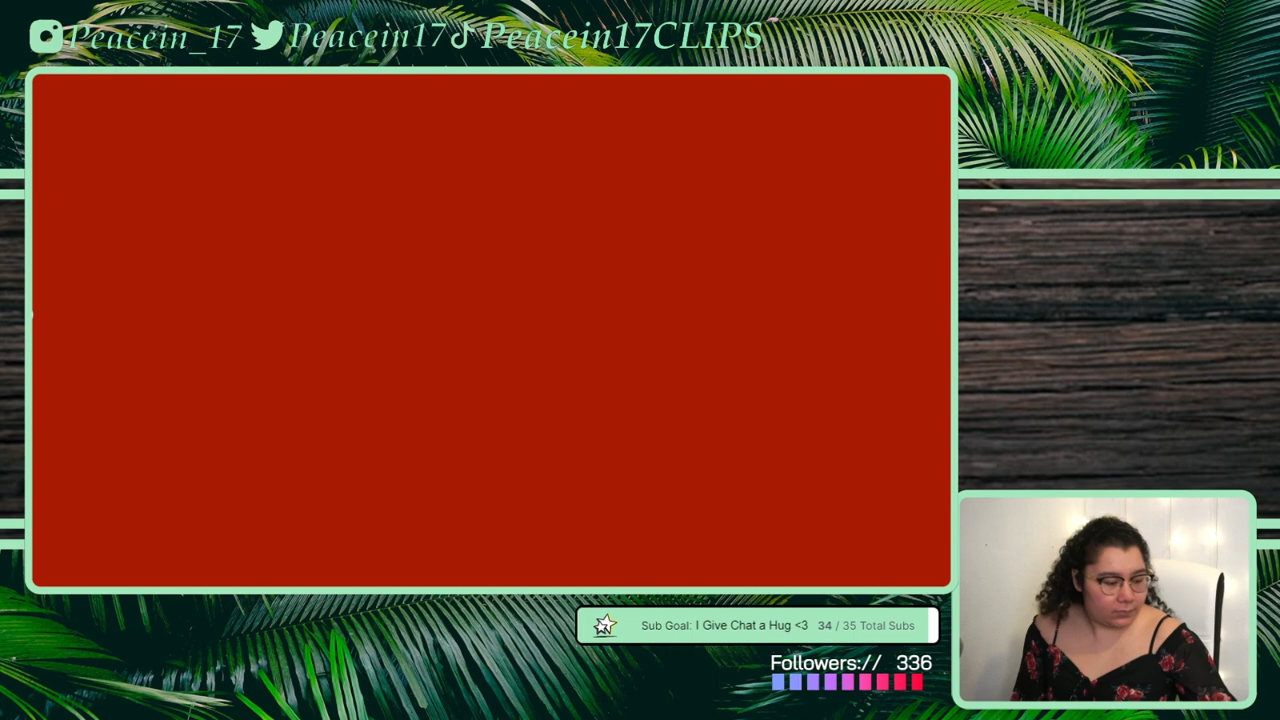 Peacein_17 Peacein17 Peacein17CLIPS
Sub Goal: I Give Chat a Hug <3 34 / 35 Total Subs
Followers:// 336